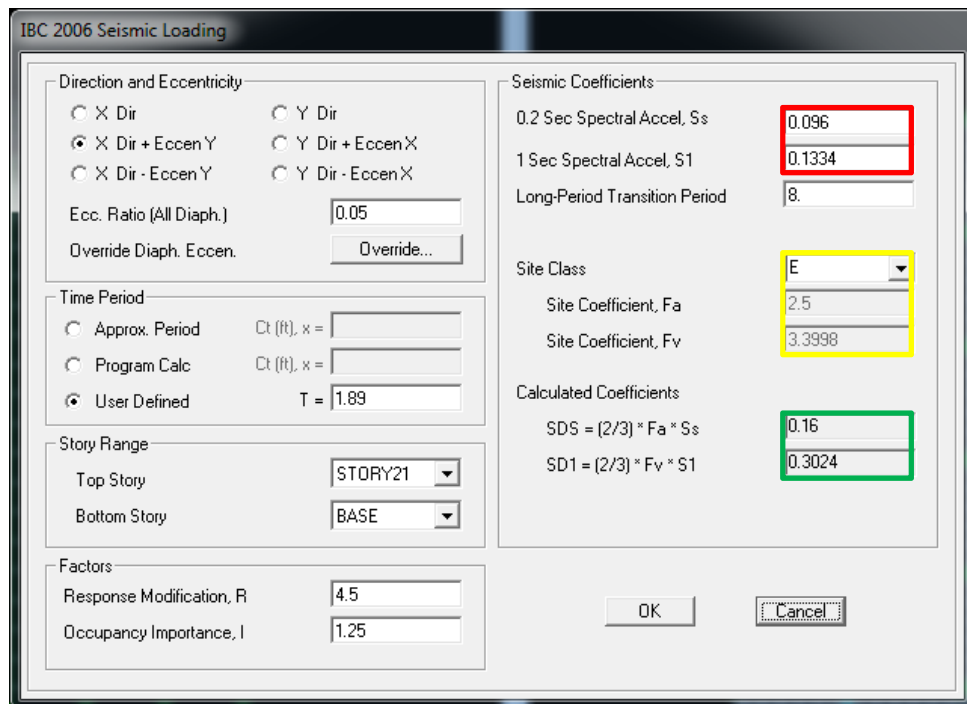 IBC 2006 Seismic Loading
Direction and Eccentricity
X Dir
Y Dir
X Dir + Eccen Y
Y Dir + Eccen X
X Dir - Eccen Y
Y Dir - Eccen X
Ecc. Ratio (All Diaph.)
0.05
Override Diaph. Eccen.
Override...
Time Period
Approx. Period
Ct (ft), x =
Program Calc
Ct (ft), x =
User Defined
T =
1.89
Story Range
Top Story
STORY21
Bottom Story
BASE
Factors
Response Modification, R
4.5
Occupancy Importance, I
1.25
Seismic Coefficients
0.2 Sec Spectral Accel, Ss
0.096
1 Sec Spectral Accel, S1
0.1334
Long-Period Transition Period
8.
Site Class
E
Site Coefficient, Fa
2.5
Site Coefficient, Fv
3.3998
Calculated Coefficients
SDS = (2/3) * Fa * Ss
0.16
SD1 = (2/3) * Fv * S1
0.3024
OK
Cancel